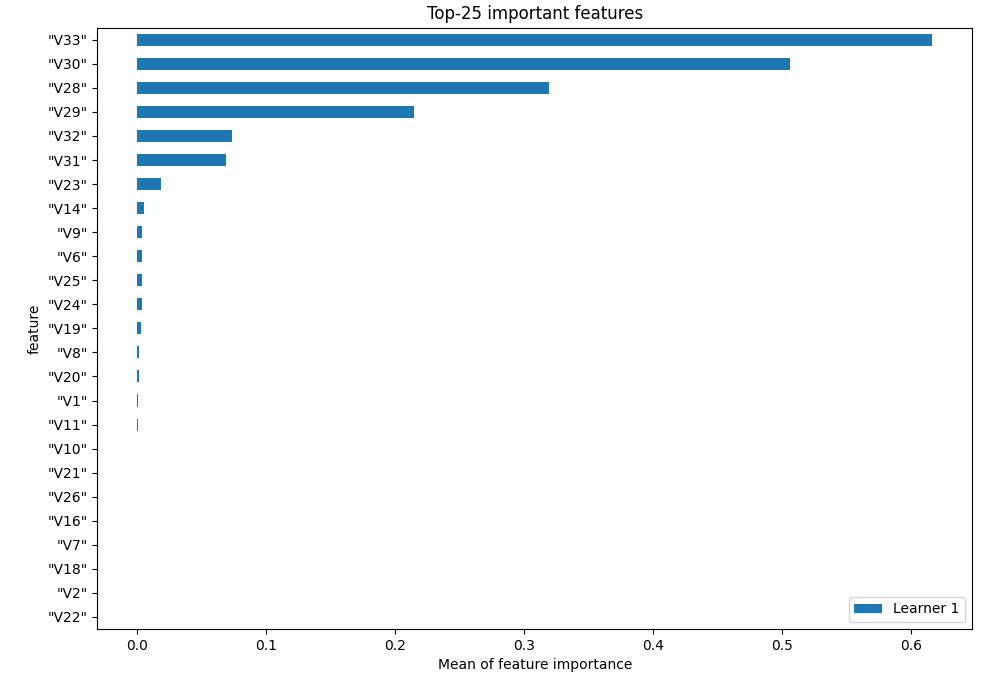 Top-25 important features
"V33"
"V30"
"V28"
"V29"
"V32"
"V31"
"V23"
"V14"
"V9"
"V6"
"V25"
"V24"
"V19"
"V8"
"V20"
"V1"
"V11"
"V10"
"V21"
"V26"
"V16"
"V7"
"V18"
"V2"
"V22"
feature
Learner 1
0.0 0.1 0.2 0.3 0.4 0.5 0.6
Mean of feature importance